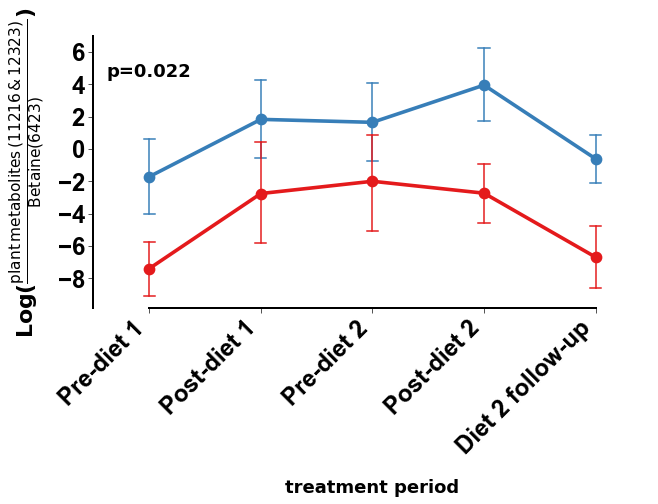 Log(plant metabolites (11216 & 12323)
Betaine(6423))
p=0.022
6
4
2
0
−2
−4
−6
−8
Pre-diet 1
Post-diet 1
Pre-diet 2
Post-diet 2
Diet 2 follow-up
treatment period